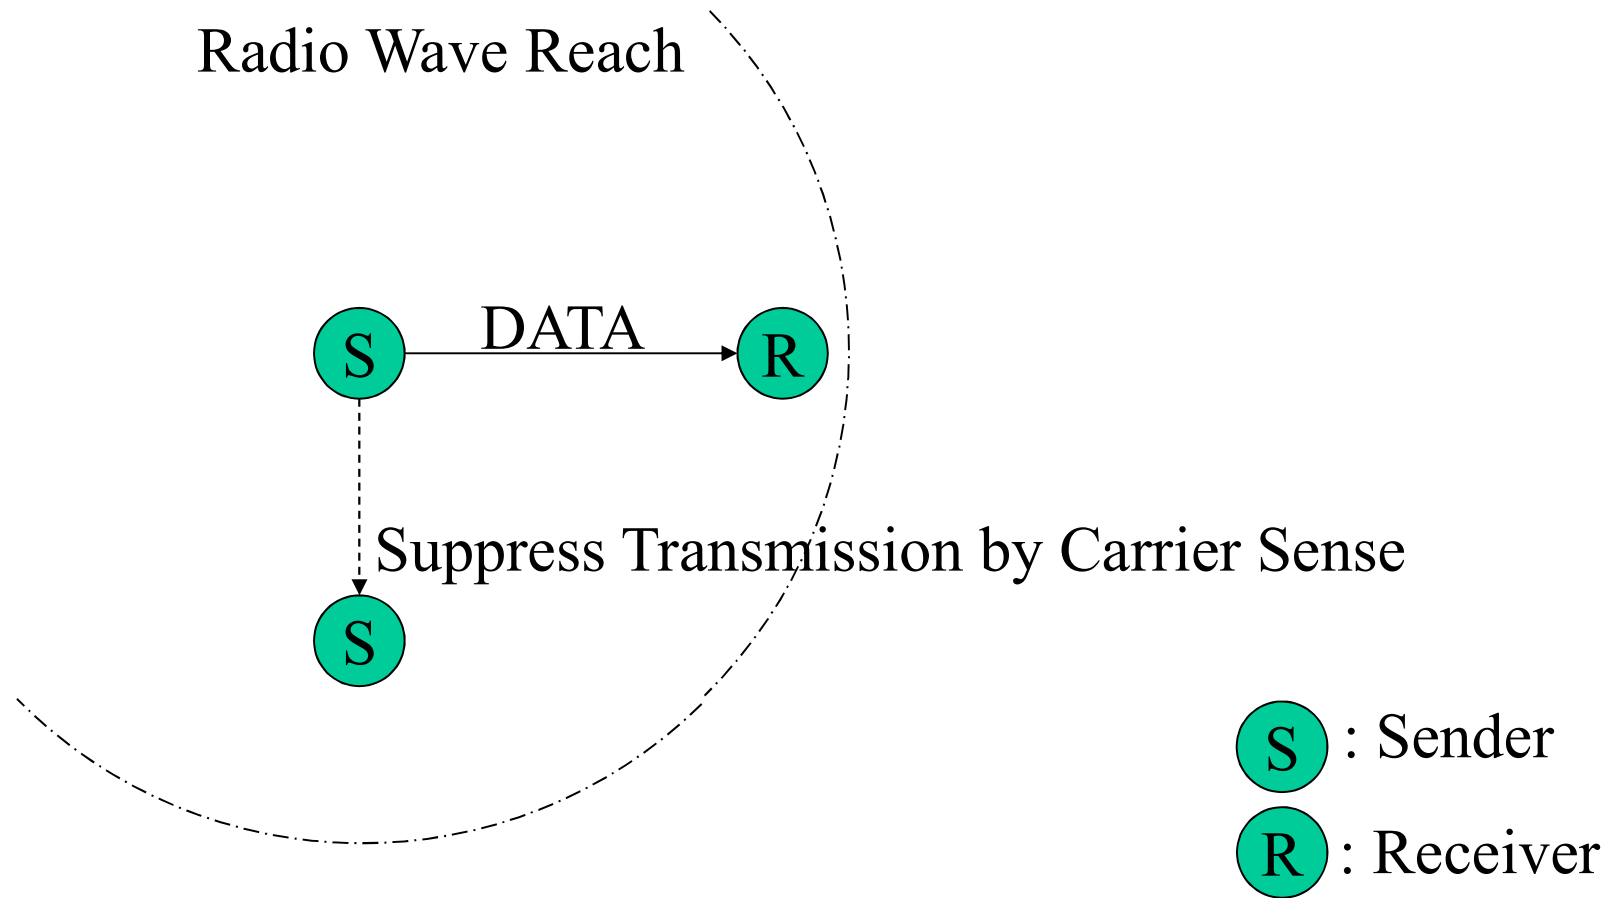 Radio Wave Reach
S
DATA
R
Suppress Transmission by Carrier Sense
S
S : Sender
R : Receiver